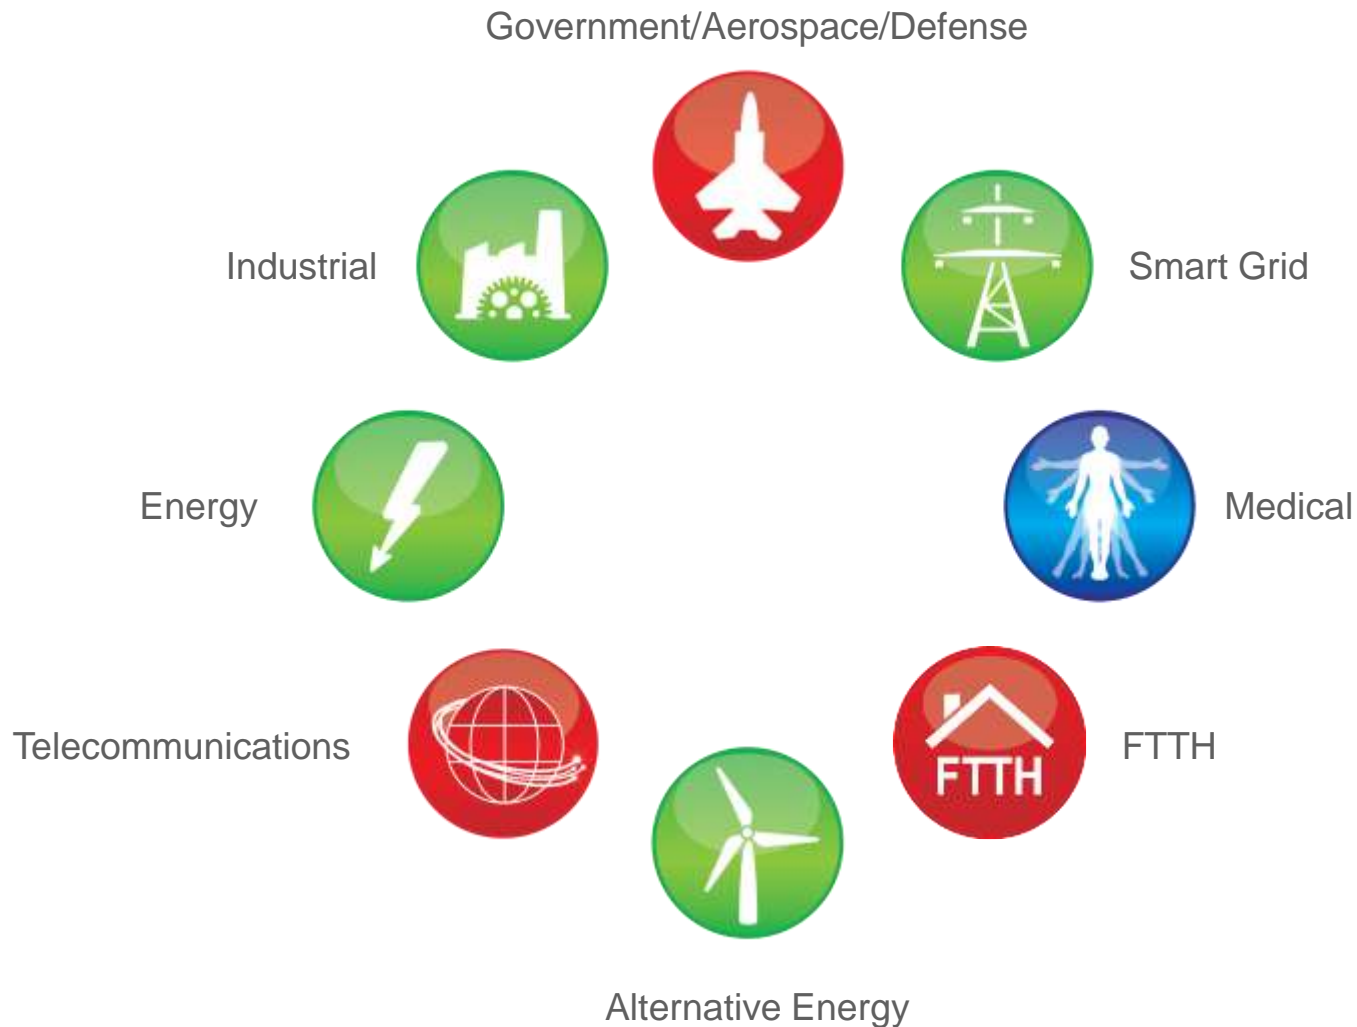 Government/Aerospace/Defense
Industrial
Smart Grid
Energy
Medical
Telecommunications
FTTH
FTTH
Alternative Energy